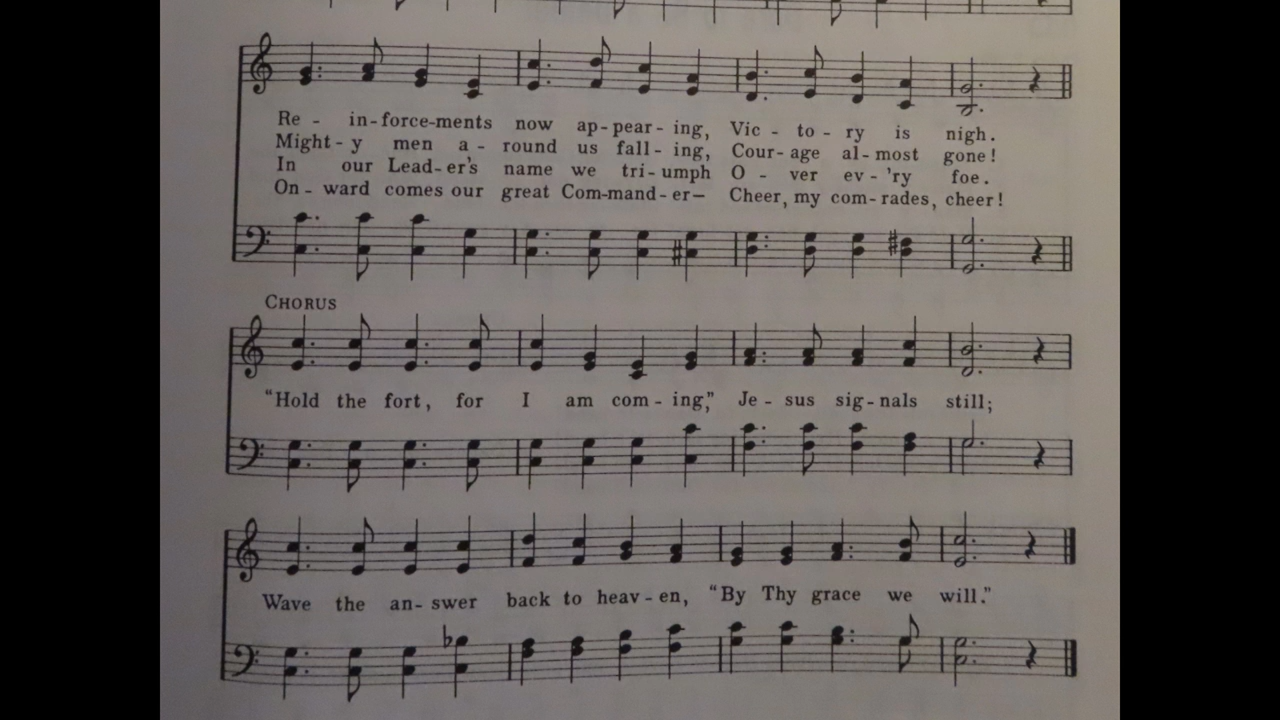 Re - in-force-ments now ap-pear-ing, Vic - to - ry is nigh.
Might-y men a - round us fall-ing, Cour-age al-most gone!
In our Lead-er's name we tri-umph O - ver ev-'ry foe.
On-ward comes our great Com-mand-er— Cheer, my com-rades, cheer!
CHORUS
"Hold the fort, for I am com-ing," Je - sus sig-nals still;
Wave the an-swer back to heav-en, "By Thy grace we will."